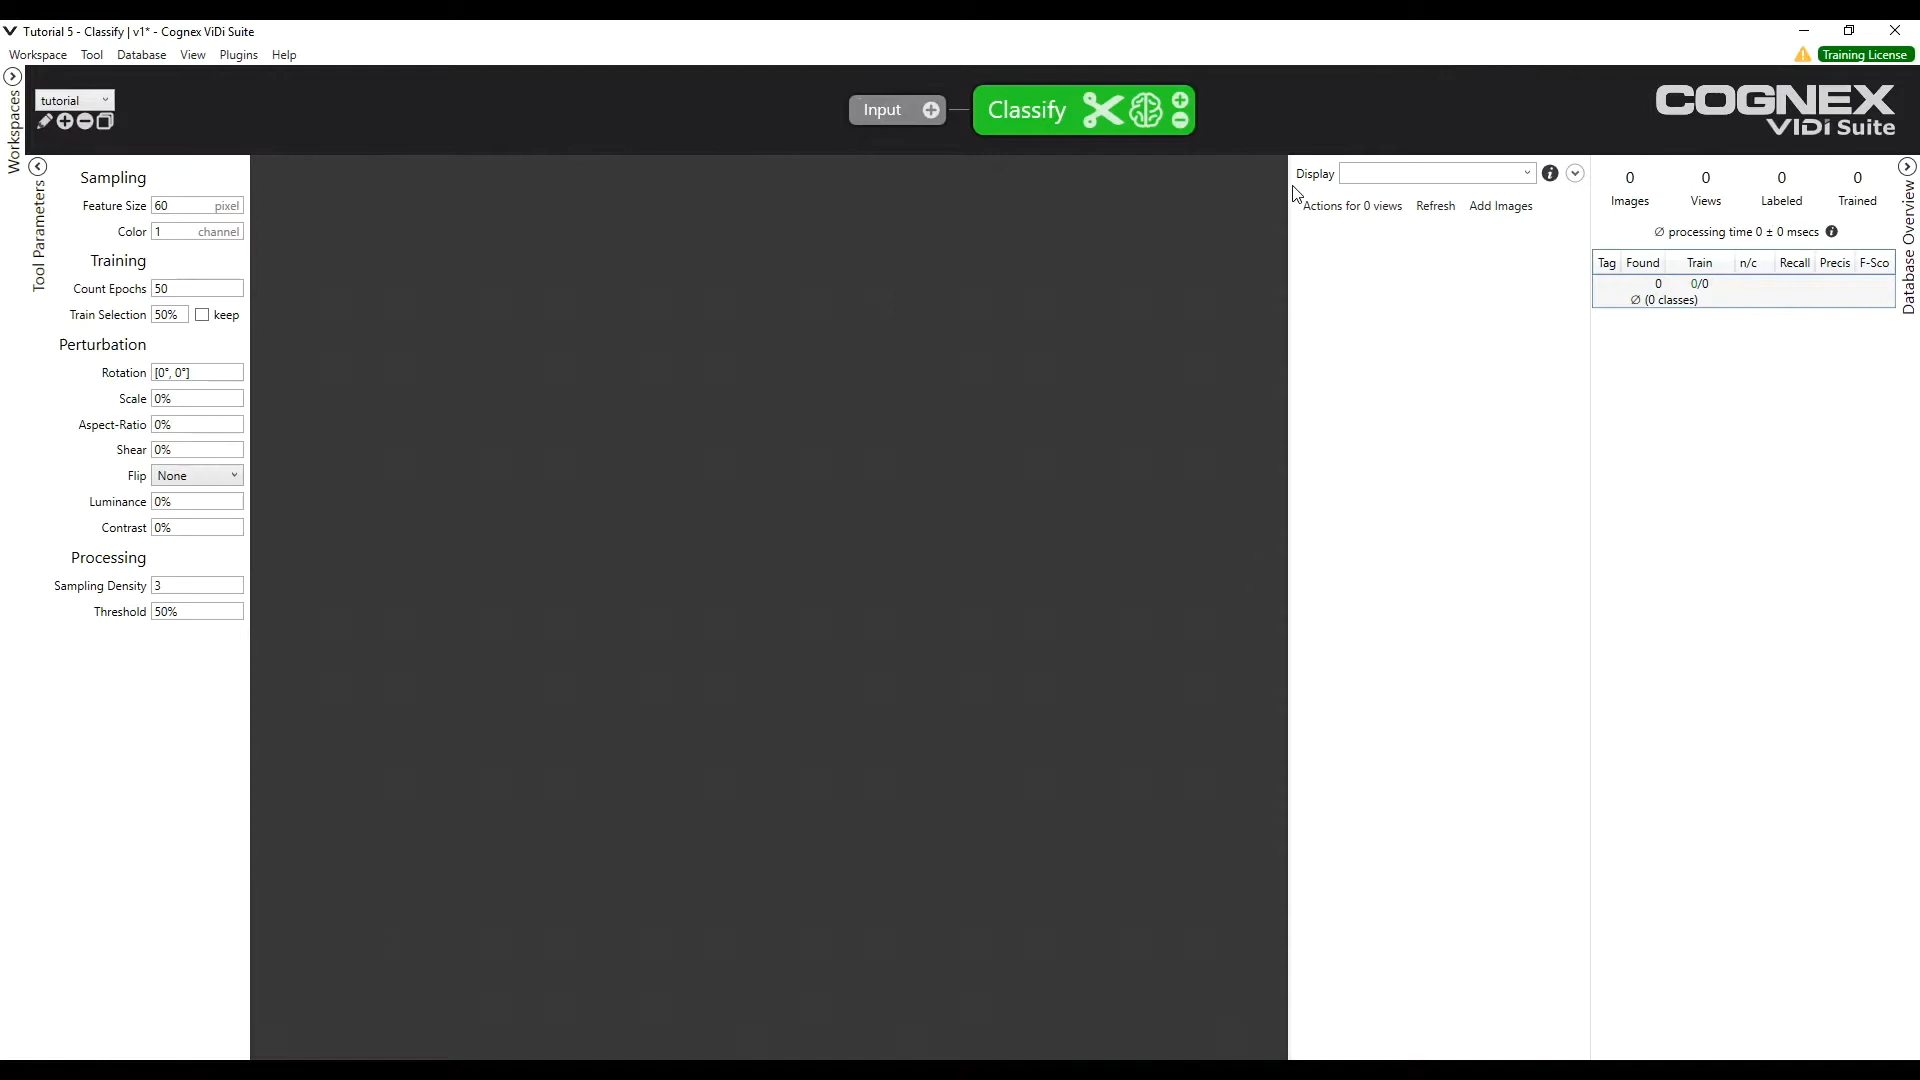 Tutorial 5 - Classify | v1* - Cognex ViDi Suite
Workspace Tool Database View Plugins Help
Training License
Workspaces
tutorial
Input
Classify
COGNEX
ViDi Suite
Tool Parameters
Sampling
Feature Size 60 pixel
Color 1 channel
Training
Count Epochs 50
Train Selection 50% keep
Perturbation
Rotation [0°, 0°]
Scale 0%
Aspect-Ratio 0%
Shear 0%
Flip None
Luminance 0%
Contrast 0%
Processing
Sampling Density 3
Threshold 50%
Display
Actions for 0 views Refresh Add Images
0 0 0 0
Images Views Labeled Trained
∅ processing time 0 ± 0 msecs
Tag Found Train n/c Recall Precis F-Sco
0 0/0
∅ (0 classes)
Database Overview